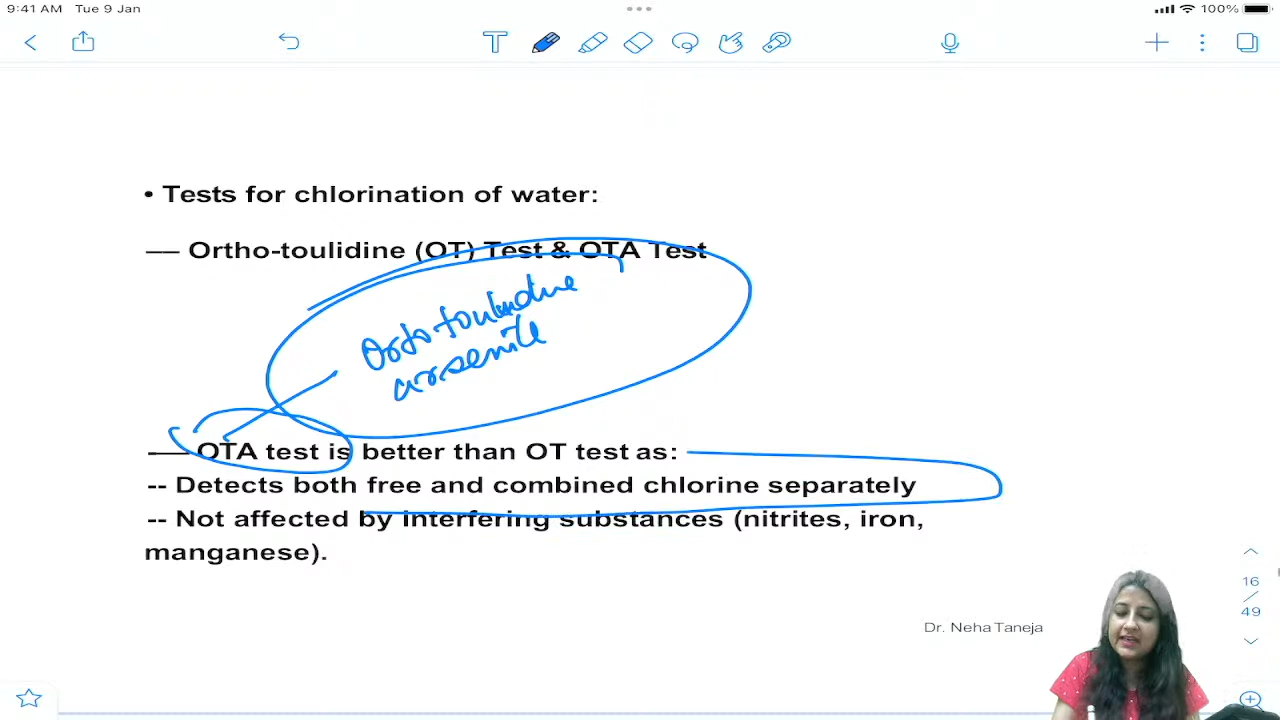 9:41 AM Tue 9 Jan
100%
• Tests for chlorination of water:
— Ortho-toulidine (OT) Test & OTA Test
Orto-toulindine
arsenite
— OTA test is better than OT test as:
-- Detects both free and combined chlorine separately
-- Not affected by interfering substances (nitrites, iron,
manganese).
16
49
Dr. Neha Taneja